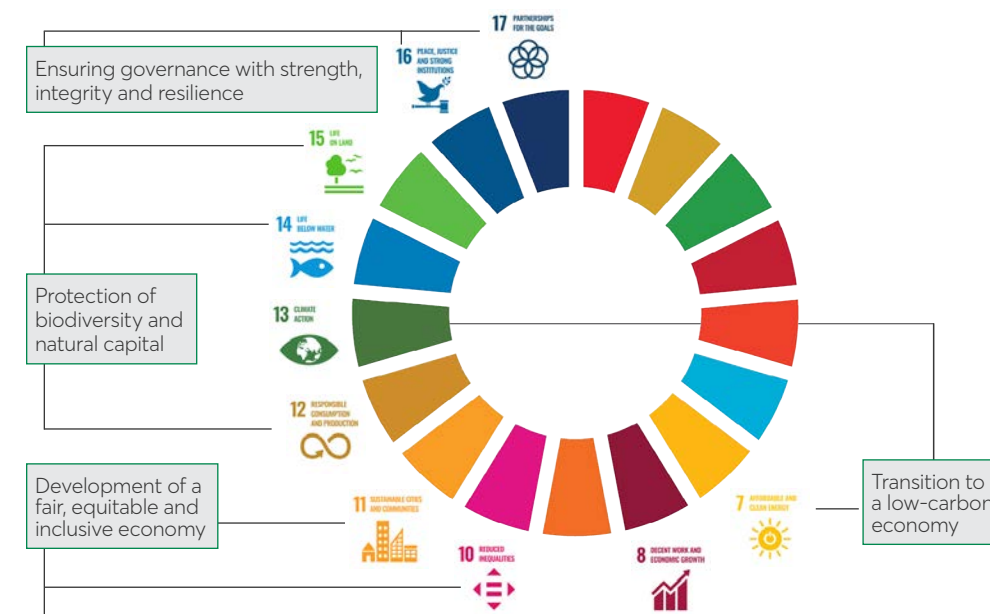 17 PARTNERSHIPS
FOR THE GOALS
16 PEACE, JUSTICE
AND STRONG
INSTITUTIONS
Ensuring governance with strength,
integrity and resilience
15 LIFE
ON LAND
14 LIFE
BELOW WATER
Protection of
biodiversity and
natural capital
13 CLIMATE
ACTION
12 RESPONSIBLE
CONSUMPTION
AND PRODUCTION
Development of a
fair, equitable and
inclusive economy
11 SUSTAINABLE CITIES
AND COMMUNITIES
10 REDUCED
INEQUALITIES
8 DECENT WORK AND
ECONOMIC GROWTH
7 AFFORDABLE AND
CLEAN ENERGY
Transition to
a low-carbon
economy